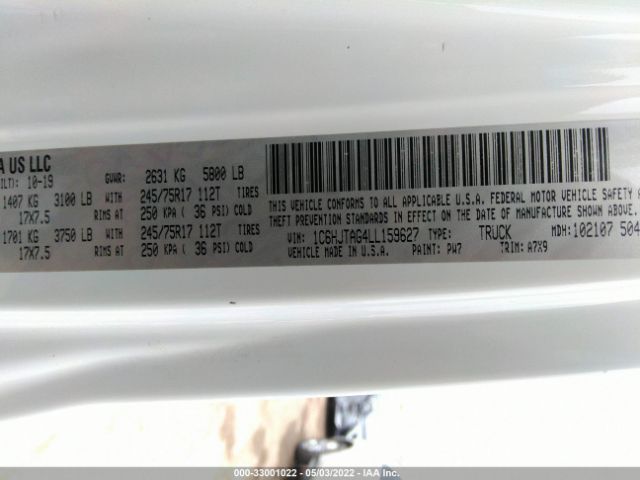 A US LLC
ILT): 10-19 GVWR: 2631 KG 5800 LB
1407 KG 3100 LB WITH 245/75R17 112T TIRES
17X7.5 RIMS AT 250 KPA ( 36 PSI) COLD
1701 KG 3750 LB WITH 245/75R17 112T TIRES
17X7.5 RIMS AT 250 KPA ( 36 PSI) COLD
THIS VEHICLE CONFORMS TO ALL APPLICABLE U.S.A. FEDERAL MOTOR VEHICLE SAFETY
THEFT PREVENTION STANDARDS IN EFFECT ON THE DATE OF MANUFACTURE SHOWN ABOVE.
VIN: 1C6HJTAG4LL159627 TYPE: TRUCK MDH: 102107 504
VEHICLE MADE IN U.S.A. PAINT: PW7 TRIM: A7X9
000-33001022 - 05/03/2022 - IAA Inc.